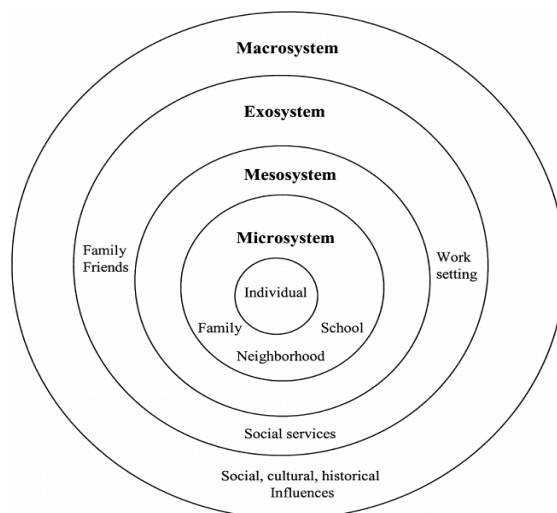 Macrosystem
Exosystem
Mesosystem
Microsystem
Family
Friends
Work
setting
Individual
Family
School
Neighborhood
Social services
Social, cultural, historical
Influences